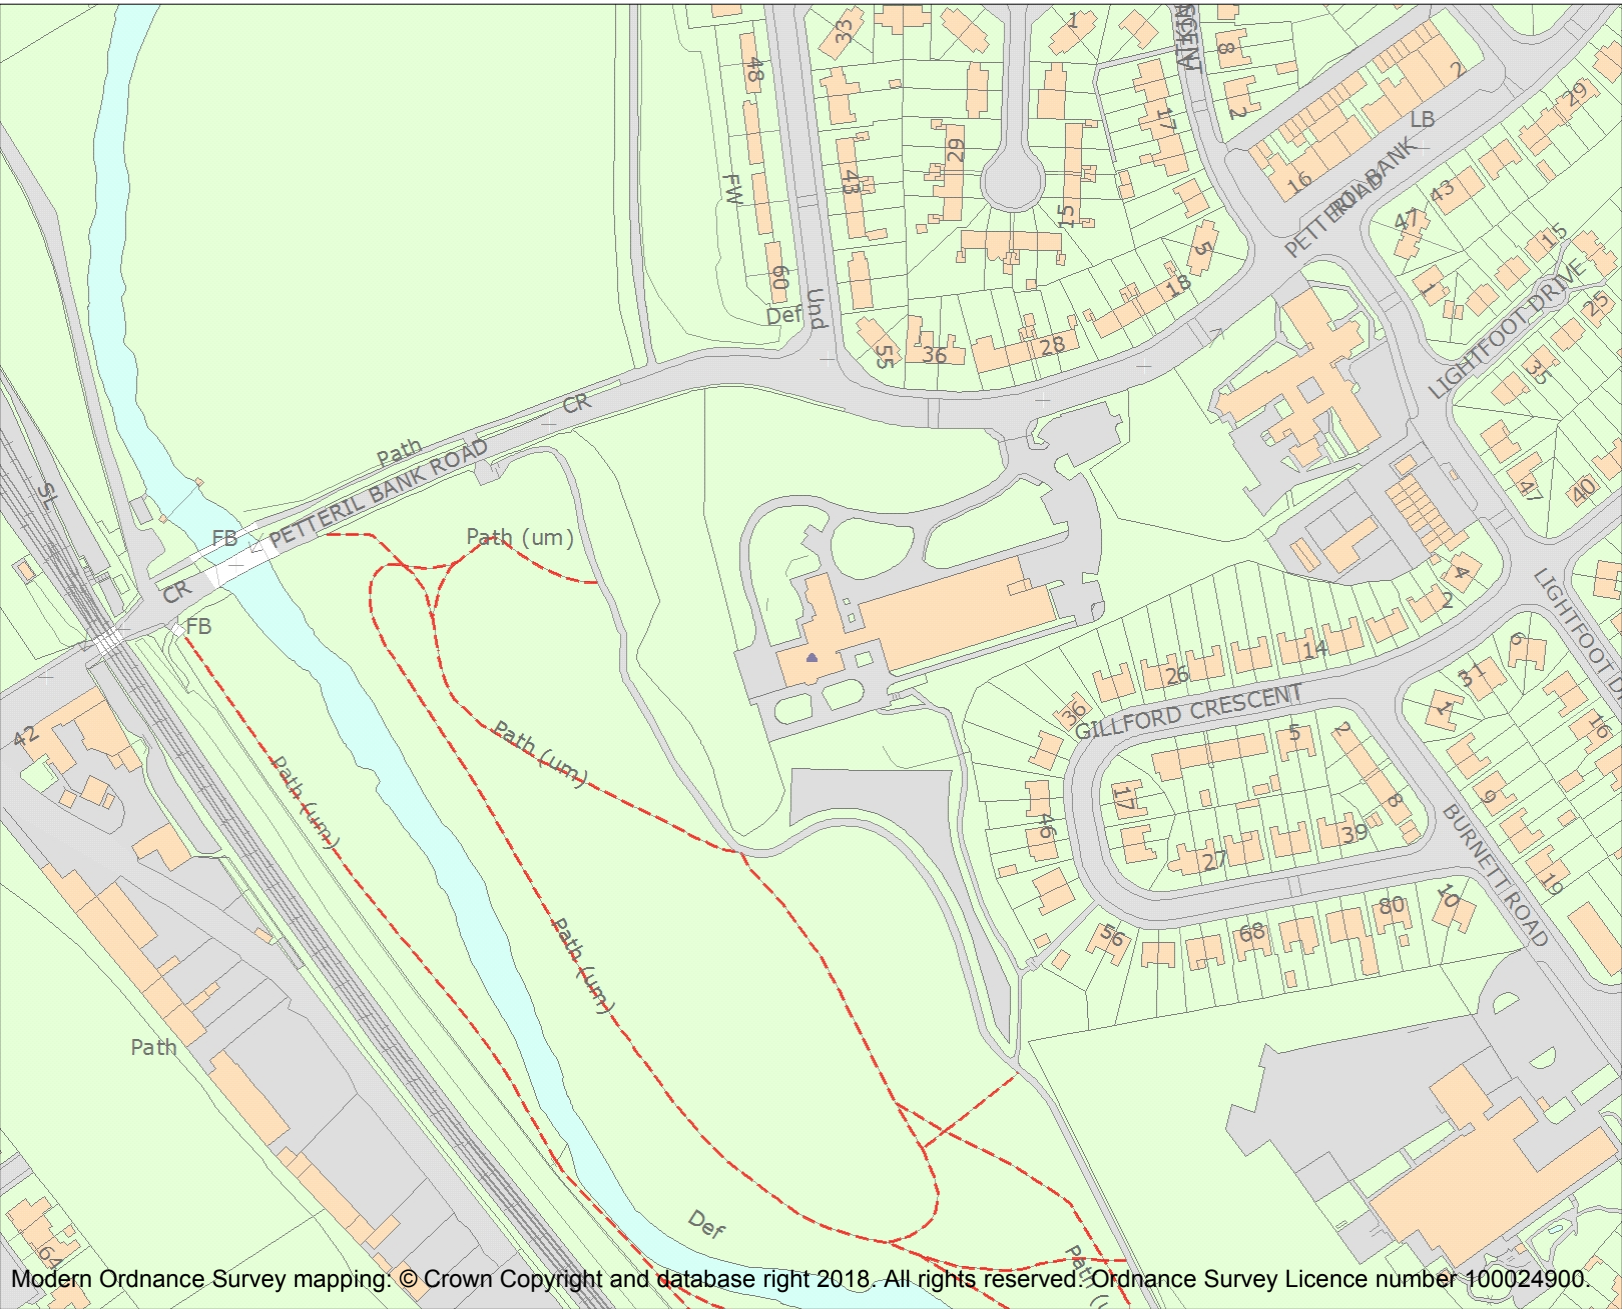 33
1
8
2
48
17
2
LB
29
FW
43
29
15
16
PETTERIL BANK
ROAD
43
47
15
5
60
Def
Und
18
1
LIGHTFOOT DRIVE
25
55
36
28
35
CR
Path
PETTERIL BANK ROAD
SL
47
40
FB
Path (um)
CR
FB
4
2
14
26
6
31
1
36
GILLFORD CRESCENT
5
2
16
42
Path (um)
Path (um)
17
46
8
9
39
27
BURNETT ROAD
19
80
10
68
56
Path (um)
Path
Def
64
Modern Ordnance Survey mapping: © Crown Copyright and database right 2018. All rights reserved. Ordnance Survey Licence number 100024900.